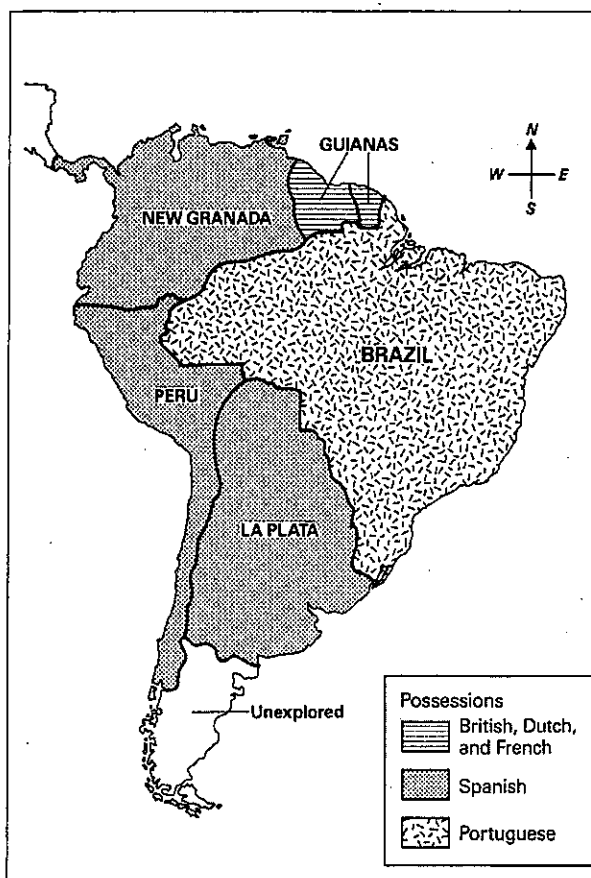 GUIANAS
N
W E
S
NEW GRANADA
BRAZIL
PERU
LA PLATA
Unexplored
Possessions
British, Dutch,
and French
Spanish
Portuguese